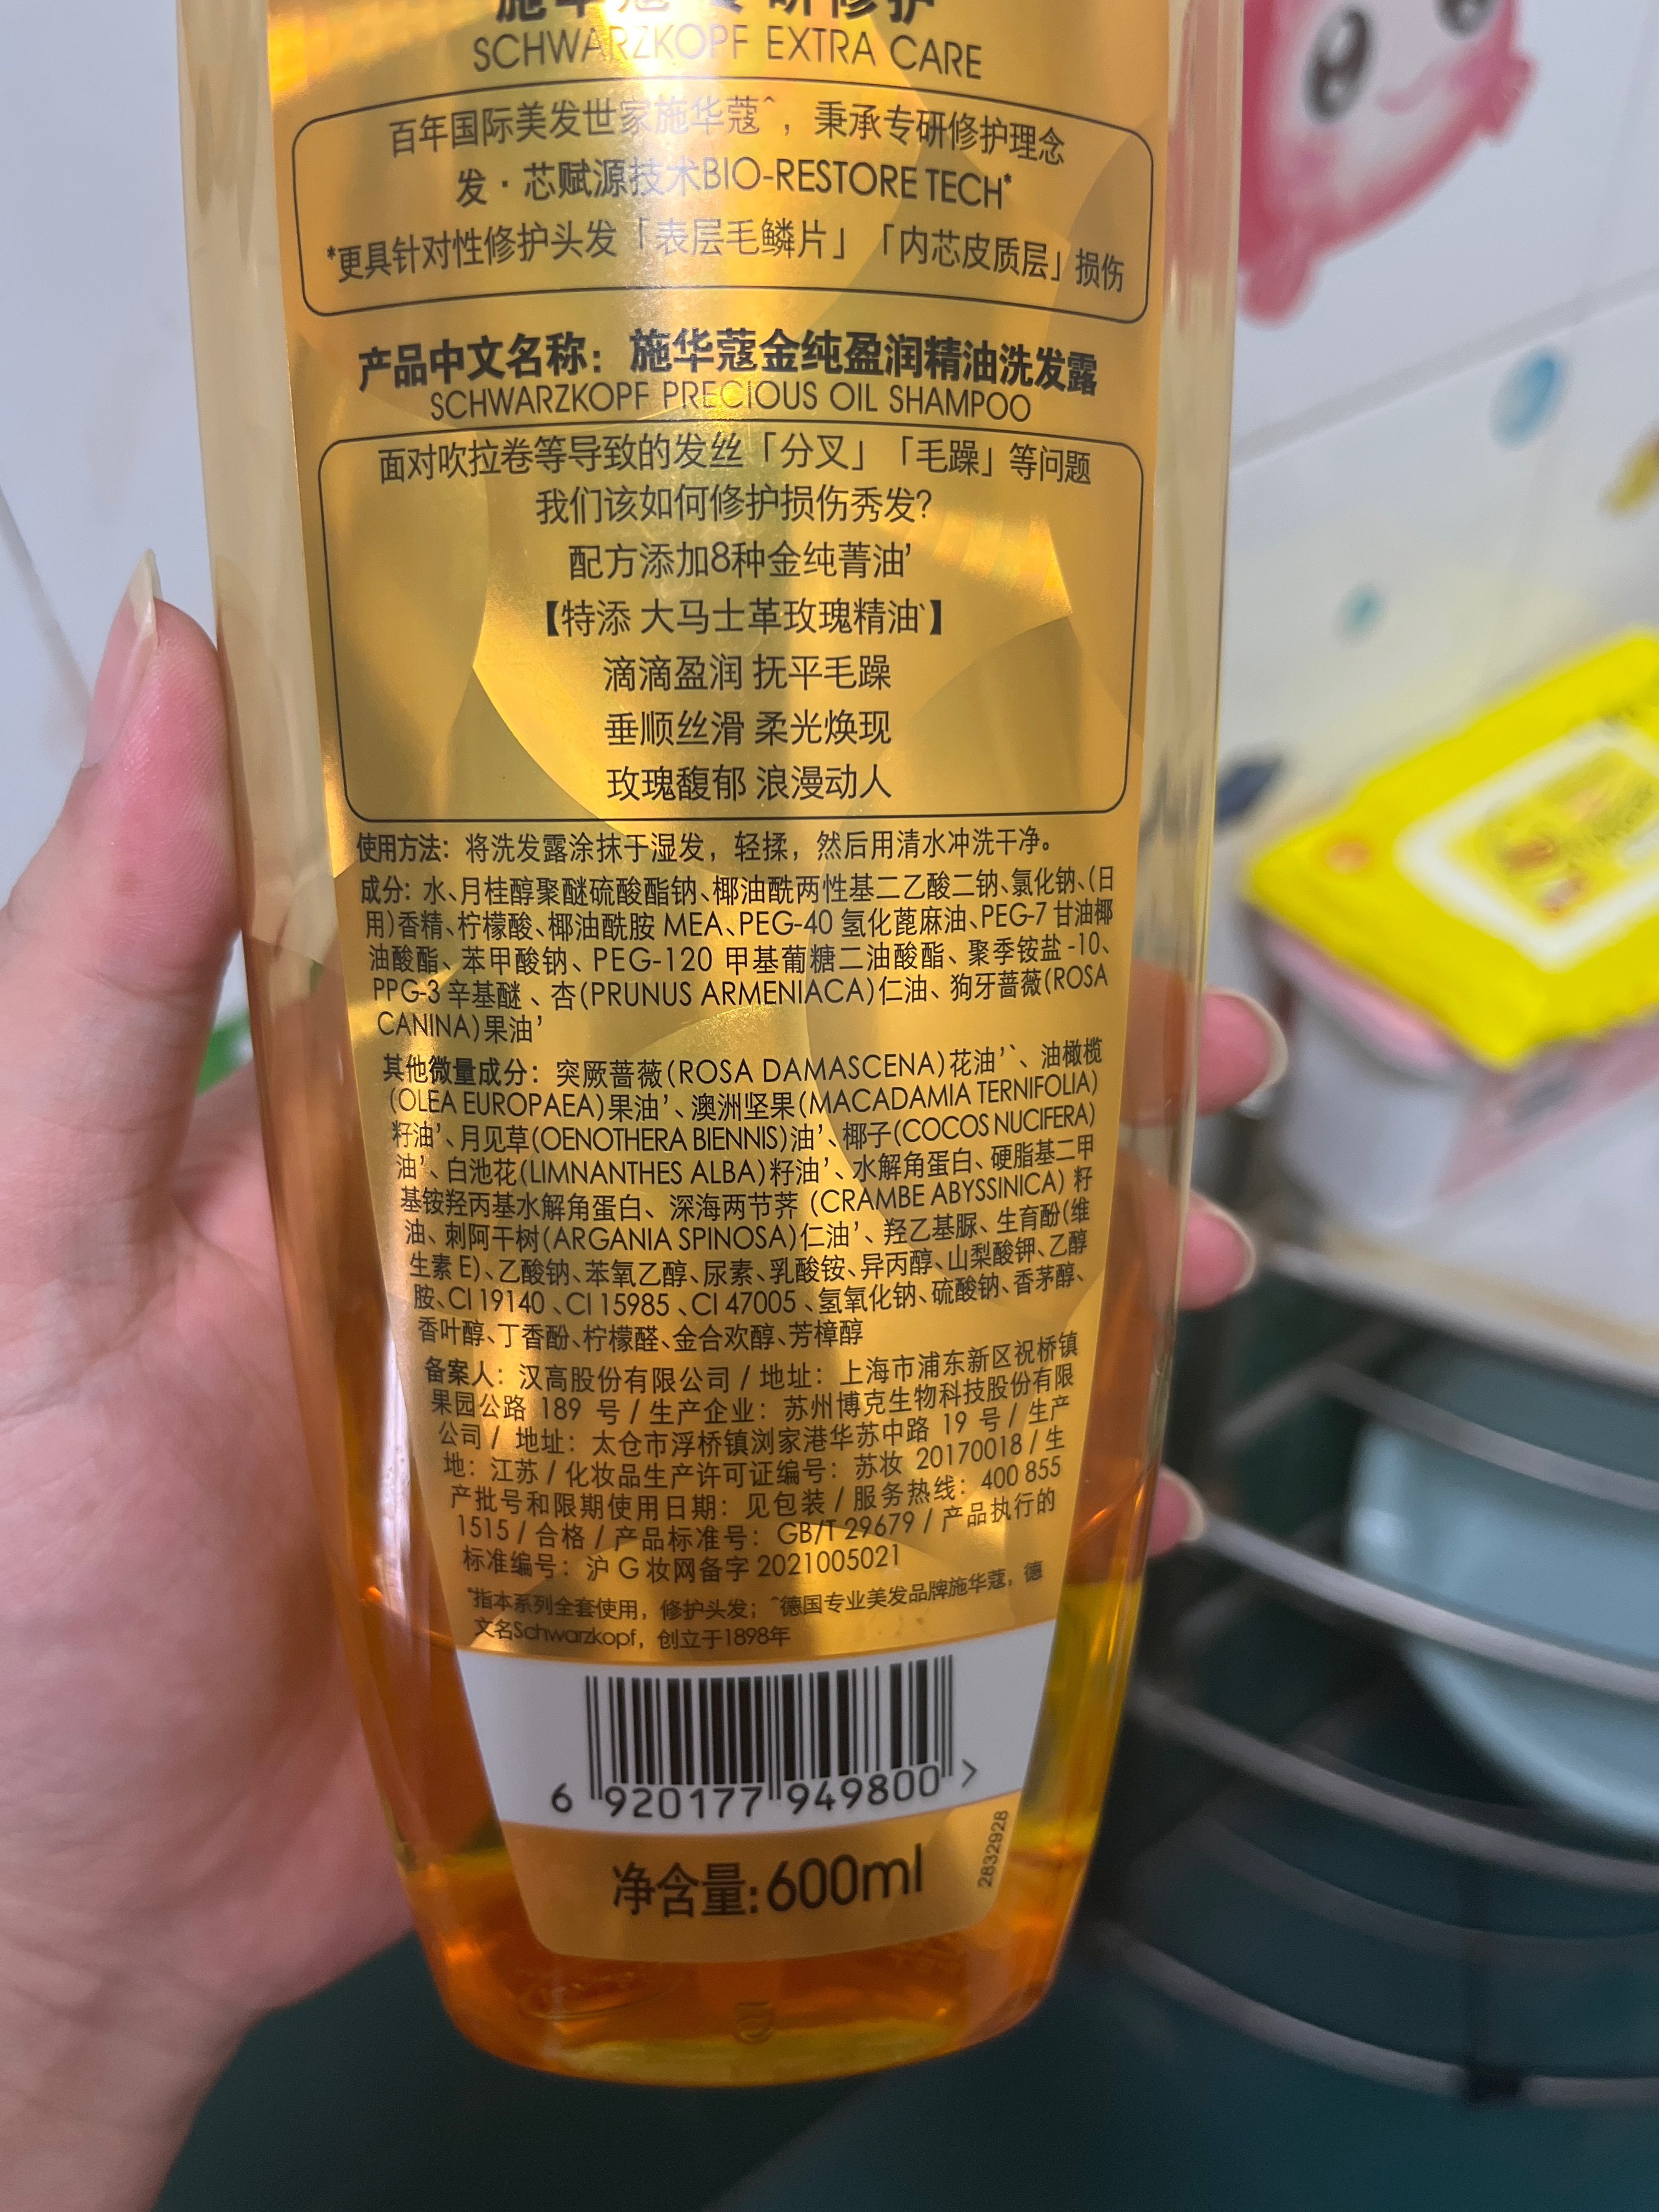 施华蔻 专研修护
SCHWARZKOPF EXTRA CARE
百年国际美发世家施华蔻^，秉承专研修护理念
发·芯赋源技术BIO-RESTORE TECH*
*更具针对性修护头发「表层毛鳞片」「内芯皮质层」损伤
产品中文名称：施华蔻金纯盈润精油洗发露
SCHWARZKOPF PRECIOUS OIL SHAMPOO
面对吹拉卷等导致的发丝「分叉」「毛躁」等问题
我们该如何修护损伤秀发?
配方添加8种金纯菁油'
【特添 大马士革玫瑰精油`】
滴滴盈润 抚平毛躁
垂顺丝滑 柔光焕现
玫瑰馥郁 浪漫动人
使用方法：将洗发露涂抹于湿发，轻揉，然后用清水冲洗干净。
成分：水、月桂醇聚醚硫酸酯钠、椰油酰两性基二乙酸二钠、氯化钠、(日
用)香精、柠檬酸、椰油酰胺 MEA、PEG-40 氢化蓖麻油、PEG-7 甘油椰
油酸酯、苯甲酸钠、PEG-120 甲基葡糖二油酸酯、聚季铵盐-10、
PPG-3 辛基醚、杏(PRUNUS ARMENIACA)仁油、狗牙蔷薇(ROSA
CANINA)果油'
其他微量成分：突厥蔷薇(ROSA DAMASCENA)花油'`、油橄榄
(OLEA EUROPAEA)果油'、澳洲坚果(MACADAMIA TERNIFOLIA)
籽油'、月见草(OENOTHERA BIENNIS)油'、椰子(COCOS NUCIFERA)
油'、白池花(LIMNANTHES ALBA)籽油'、水解角蛋白、硬脂基二甲
基铵羟丙基水解角蛋白、深海两节荠 (CRAMBE ABYSSINICA) 籽
油、刺阿干树(ARGANIA SPINOSA)仁油'、羟乙基脲、生育酚(维
生素 E)、乙酸钠、苯氧乙醇、尿素、乳酸铵、异丙醇、山梨酸钾、乙醇
胺、CI 19140、CI 15985、CI 47005、氢氧化钠、硫酸钠、香茅醇、
香叶醇、丁香酚、柠檬醛、金合欢醇、芳樟醇
备案人：汉高股份有限公司 / 地址：上海市浦东新区祝桥镇
果园公路 189 号 / 生产企业：苏州博克生物科技股份有限
公司 / 地址：太仓市浮桥镇浏家港华苏中路 19 号 / 生产
地：江苏 / 化妆品生产许可证编号：苏妆 20170018 / 生
产批号和限期使用日期：见包装 / 服务热线：400 855
1515 / 合格 / 产品标准号：GB/T 29679 / 产品执行的
标准编号：沪 G 妆网备字 2021005021
*指本系列全套使用，修护头发；^德国专业美发品牌施华蔻，德
文名Schwarzkopf，创立于1898年
6 920177 949800 >
净含量:600ml
2832928